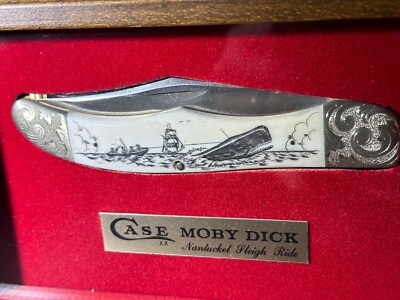 CASE XX MOBY DICK
Nantucket Sleigh Ride